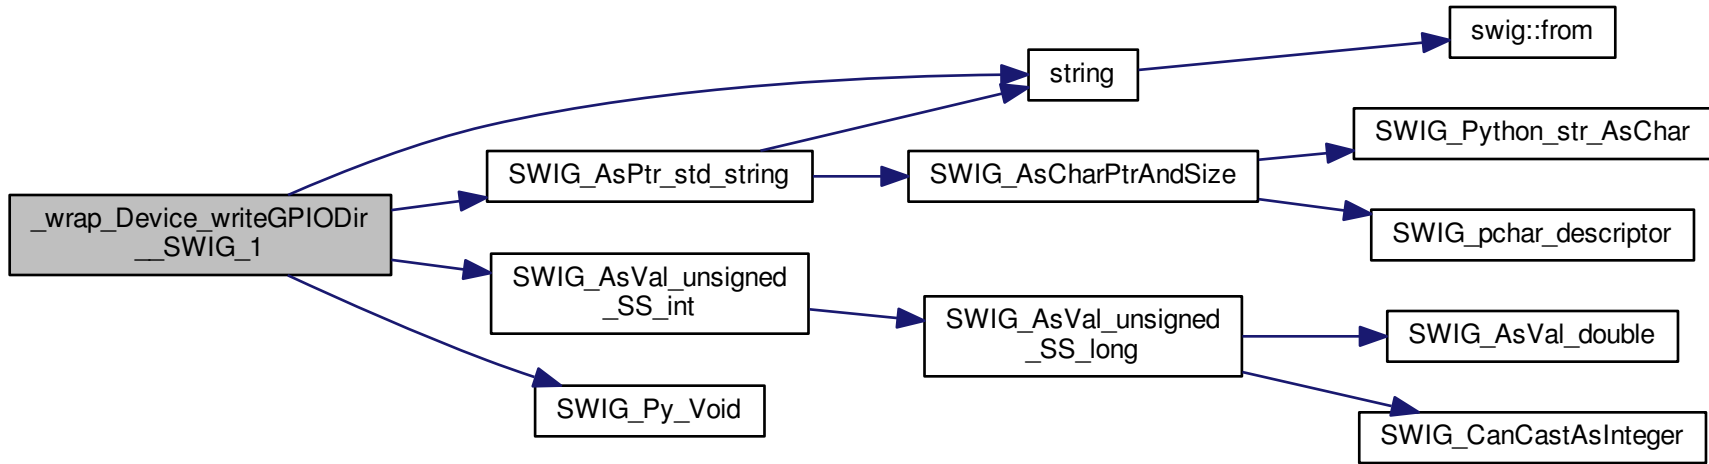 _wrap_Device_writeGPIODir
__SWIG_1
string
swig::from
SWIG_AsPtr_std_string
SWIG_AsCharPtrAndSize
SWIG_Python_str_AsChar
SWIG_pchar_descriptor
SWIG_AsVal_unsigned
_SS_int
SWIG_AsVal_unsigned
_SS_long
SWIG_AsVal_double
SWIG_CanCastAsInteger
SWIG_Py_Void